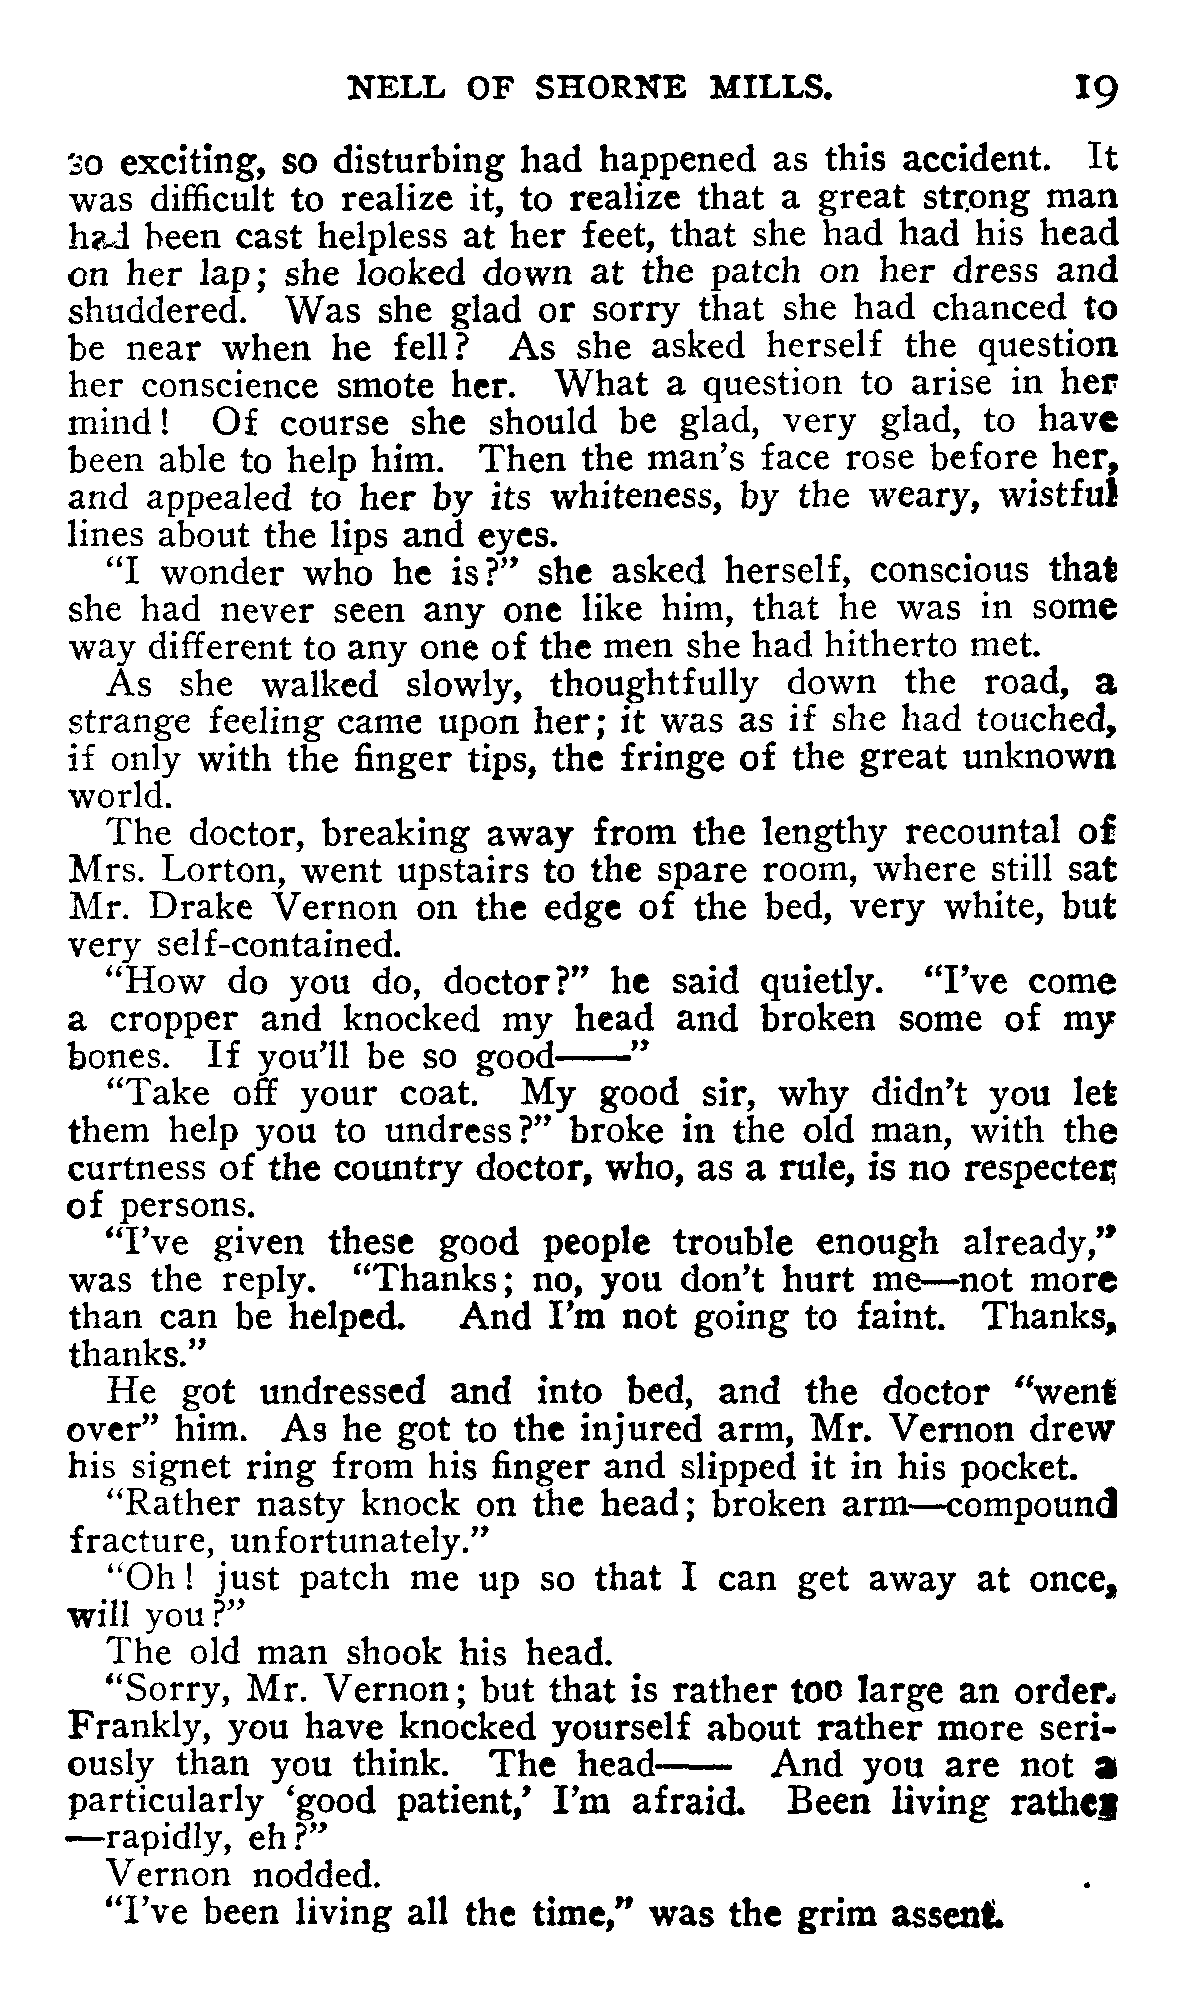 NELL OF SHORNE MILLS. 19
so exciting, so disturbing had happened as this accident. It
was difficult to realize it, to realize that a great strong man
had been cast helpless at her feet, that she had had his head
on her lap; she looked down at the patch on her dress and
shuddered. Was she glad or sorry that she had chanced to
be near when he fell? As she asked herself the question
her conscience smote her. What a question to arise in her
mind! Of course she should be glad, very glad, to have
been able to help him. Then the man's face rose before her,
and appealed to her by its whiteness, by the weary, wistful
lines about the lips and eyes.
"I wonder who he is?" she asked herself, conscious that
she had never seen any one like him, that he was in some
way different to any one of the men she had hitherto met.
As she walked slowly, thoughtfully down the road, a
strange feeling came upon her; it was as if she had touched,
if only with the finger tips, the fringe of the great unknown
world.
The doctor, breaking away from the lengthy recountal of
Mrs. Lorton, went upstairs to the spare room, where still sat
Mr. Drake Vernon on the edge of the bed, very white, but
very self-contained.
"How do you do, doctor?" he said quietly. "I've come
a cropper and knocked my head and broken some of my
bones. If you'll be so good——"
"Take off your coat. My good sir, why didn't you let
them help you to undress?" broke in the old man, with the
curtness of the country doctor, who, as a rule, is no respecter
of persons.
"I've given these good people trouble enough already,"
was the reply. "Thanks; no, you don't hurt me—not more
than can be helped. And I'm not going to faint. Thanks,
thanks."
He got undressed and into bed, and the doctor "went
over" him. As he got to the injured arm, Mr. Vernon drew
his signet ring from his finger and slipped it in his pocket.
"Rather nasty knock on the head; broken arm—compound
fracture, unfortunately."
"Oh! just patch me up so that I can get away at once,
will you?"
The old man shook his head.
"Sorry, Mr. Vernon; but that is rather too large an order.
Frankly, you have knocked yourself about rather more seri-
ously than you think. The head—— And you are not a
particularly 'good patient,' I'm afraid. Been living rather
—rapidly, eh?"
Vernon nodded.
"I've been living all the time," was the grim assent.